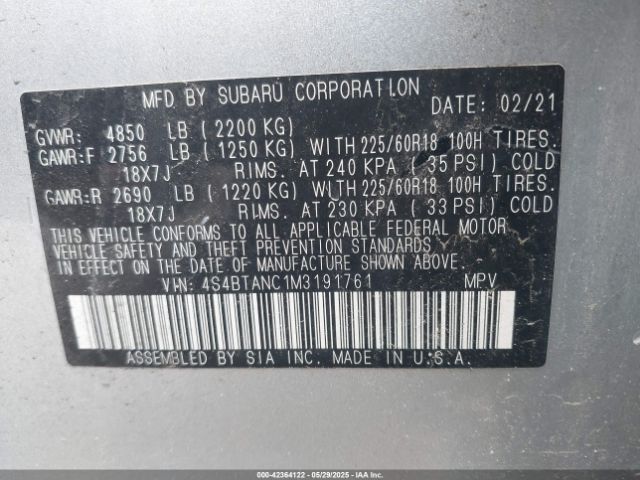 MFD BY SUBARU CORPORATION DATE: 02/21
GVWR: 4850 LB (2200 KG)
GAWR:F 2756 LB (1250 KG) WITH 225/60R18 100H TIRES.
18X7J RIMS. AT 240 KPA (35 PSI) COLD
GAWR:R 2690 LB (1220 KG) WITH 225/60R18 100H TIRES.
18X7J RIMS. AT 230 KPA (33 PSI) COLD
THIS VEHICLE CONFORMS TO ALL APPLICABLE FEDERAL MOTOR
VEHICLE SAFETY AND THEFT PREVENTION STANDARDS
IN EFFECT ON THE DATE OF MANUFACTURE SHOWN ABOVE.
VIN: 4S4BTANC1M3191761 MPV
ASSEMBLED BY SIA INC. MADE IN U.S.A.
000-42364122 - 05/29/2025 - IAAI.COM